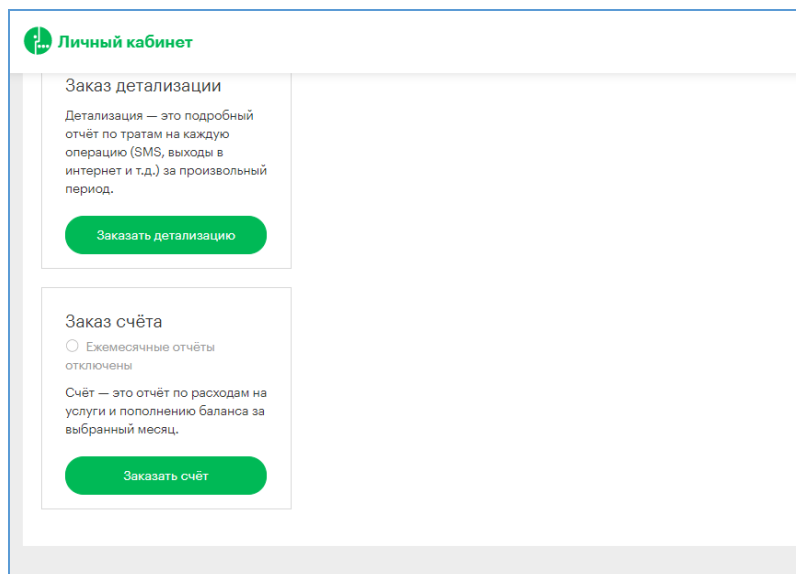 Личный кабинет
Заказ детализации
Детализация — это подробный
отчёт по тратам на каждую
операцию (SMS, выходы в
интернет и т.д.) за произвольный
период.
Заказать детализацию
Заказ счёта
Ежемесячные отчёты
отключены
Счёт — это отчёт по расходам на
услуги и пополнению баланса за
выбранный месяц.
Заказать счёт